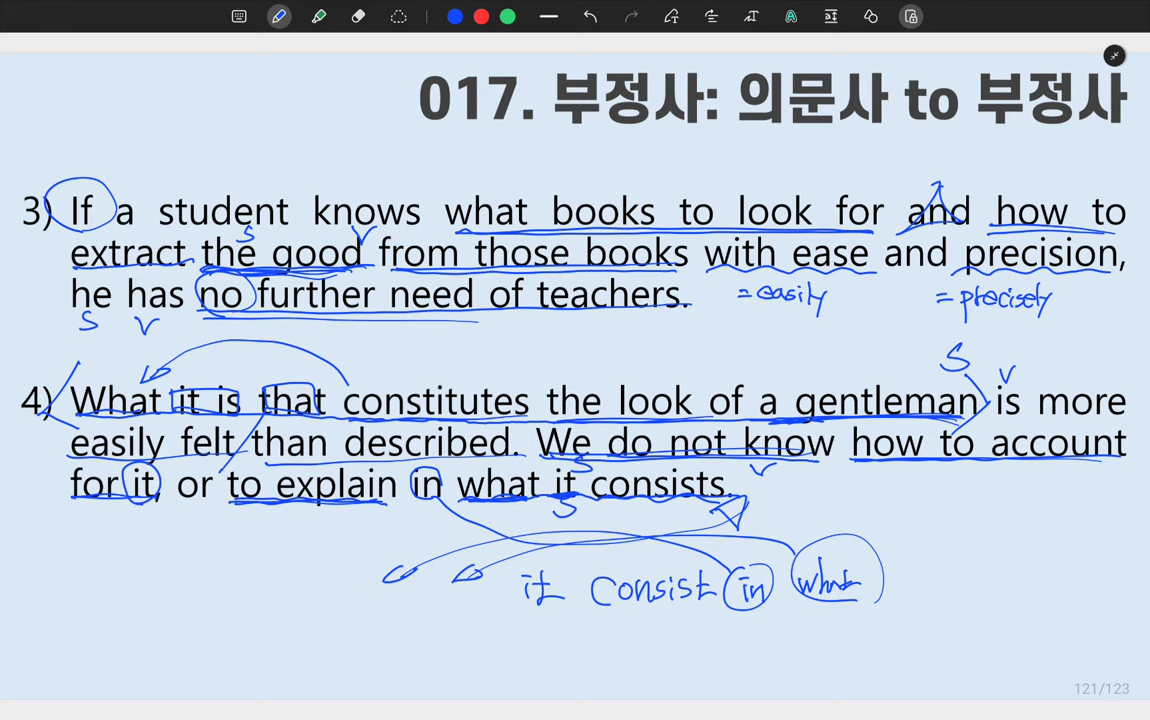 017. 부정사: 의문사 to 부정사
3) If a student knows what books to look for and how to
S V
extract the good from those books with ease and precision,
he has no further need of teachers. =easily =precisely
S V
S V
4) What it is that constitutes the look of a gentleman is more
easily felt than described. We do not know how to account
S V
for it, or to explain in what it consists.
S
it consist in what
121/123